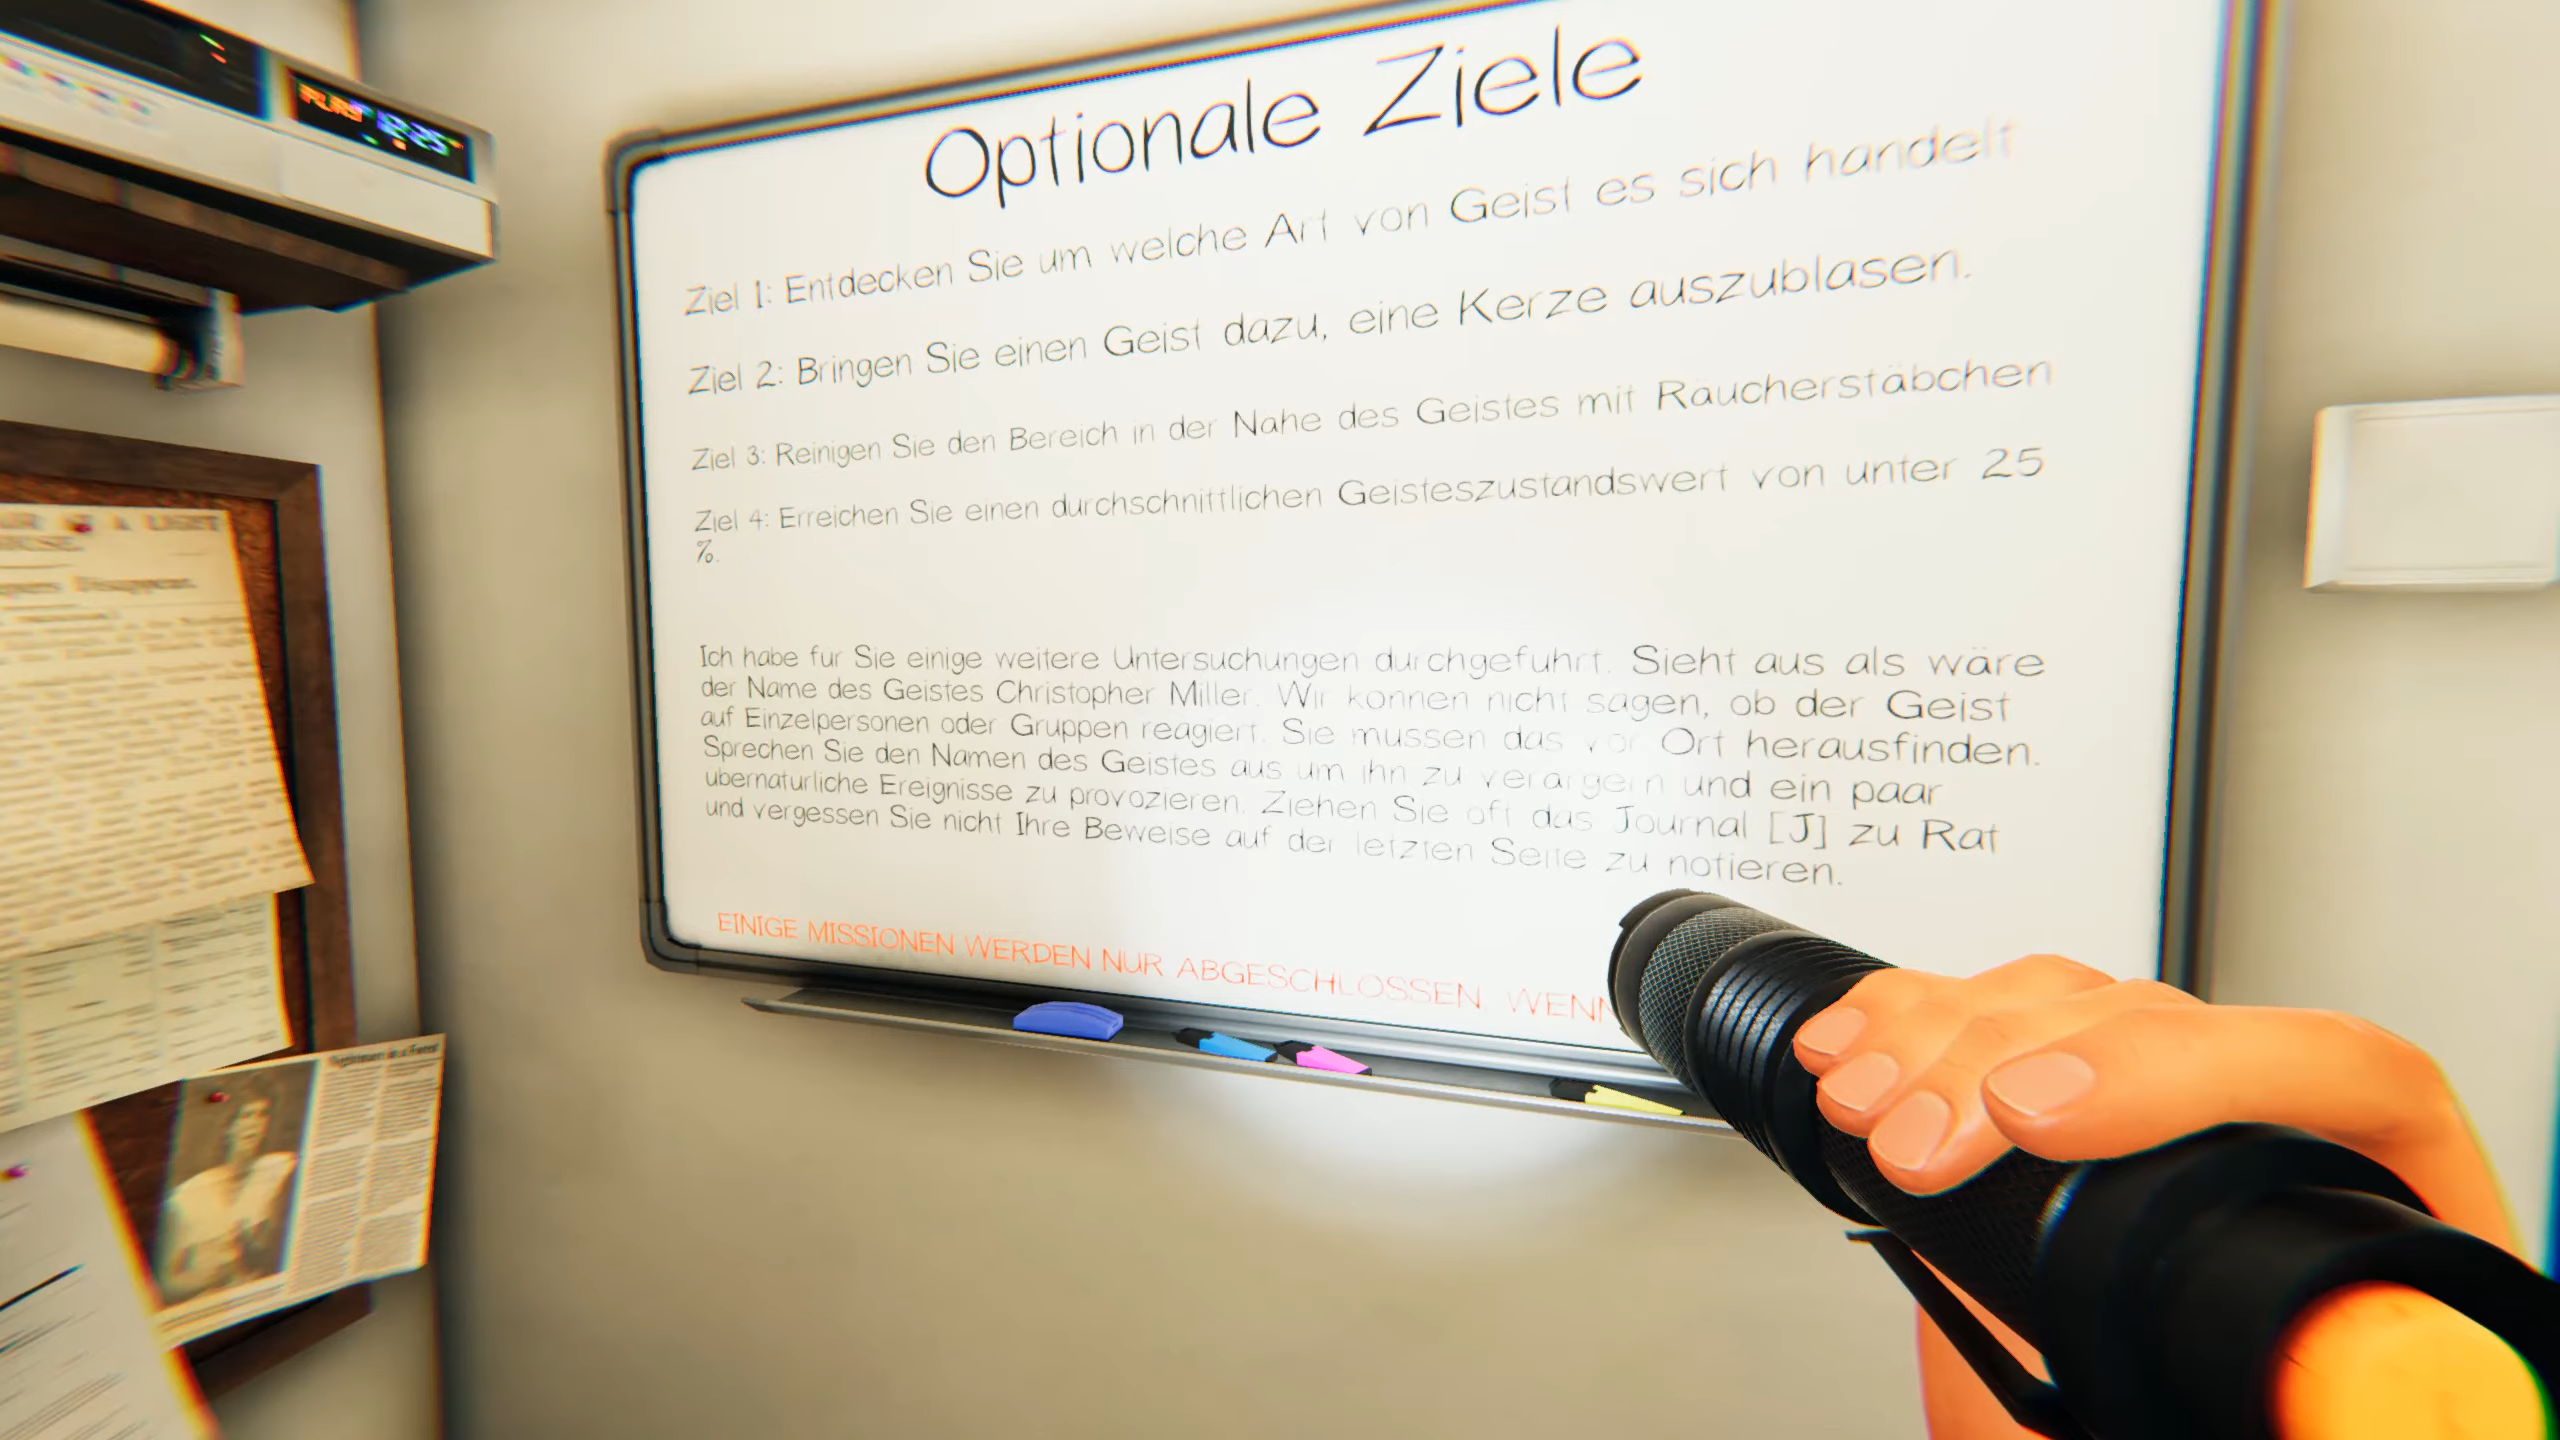 Optionale Ziele
Ziel 1: Entdecken Sie um welche Art von Geist es sich handelt
Ziel 2: Bringen Sie einen Geist dazu, eine Kerze auszublasen.
Ziel 3: Reinigen Sie den Bereich in der Nahe des Geistes mit Räucherstäbchen
Ziel 4: Erreichen Sie einen durchschnittlichen Geisteszustandswert von unter 25
%.
Ich habe fur Sie einige weitere Untersuchungen durchgefuhrt. Sieht aus als wäre
der Name des Geistes Christopher Miller. Wir konnen nicht sagen, ob der Geist
auf Einzelpersonen oder Gruppen reagiert. Sie mussen das vor Ort herausfinden.
Sprechen Sie den Namen des Geistes aus um ihn zu verargern und ein paar
ubernaturliche Ereignisse zu provozieren. Ziehen Sie oft das Journal [J] zu Rat
und vergessen Sie nicht Ihre Beweise auf der letzten Seite zu notieren.
EINIGE MISSIONEN WERDEN NUR ABGESCHLOSSEN, WENN
12:25